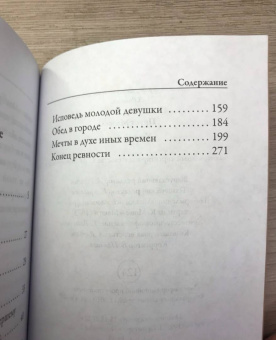 Содержание
Исповедь молодой девушки ......... 159
Обед в городе .................... 184
Мечты в духе иных времен ......... 199
Конец ревности ................... 271